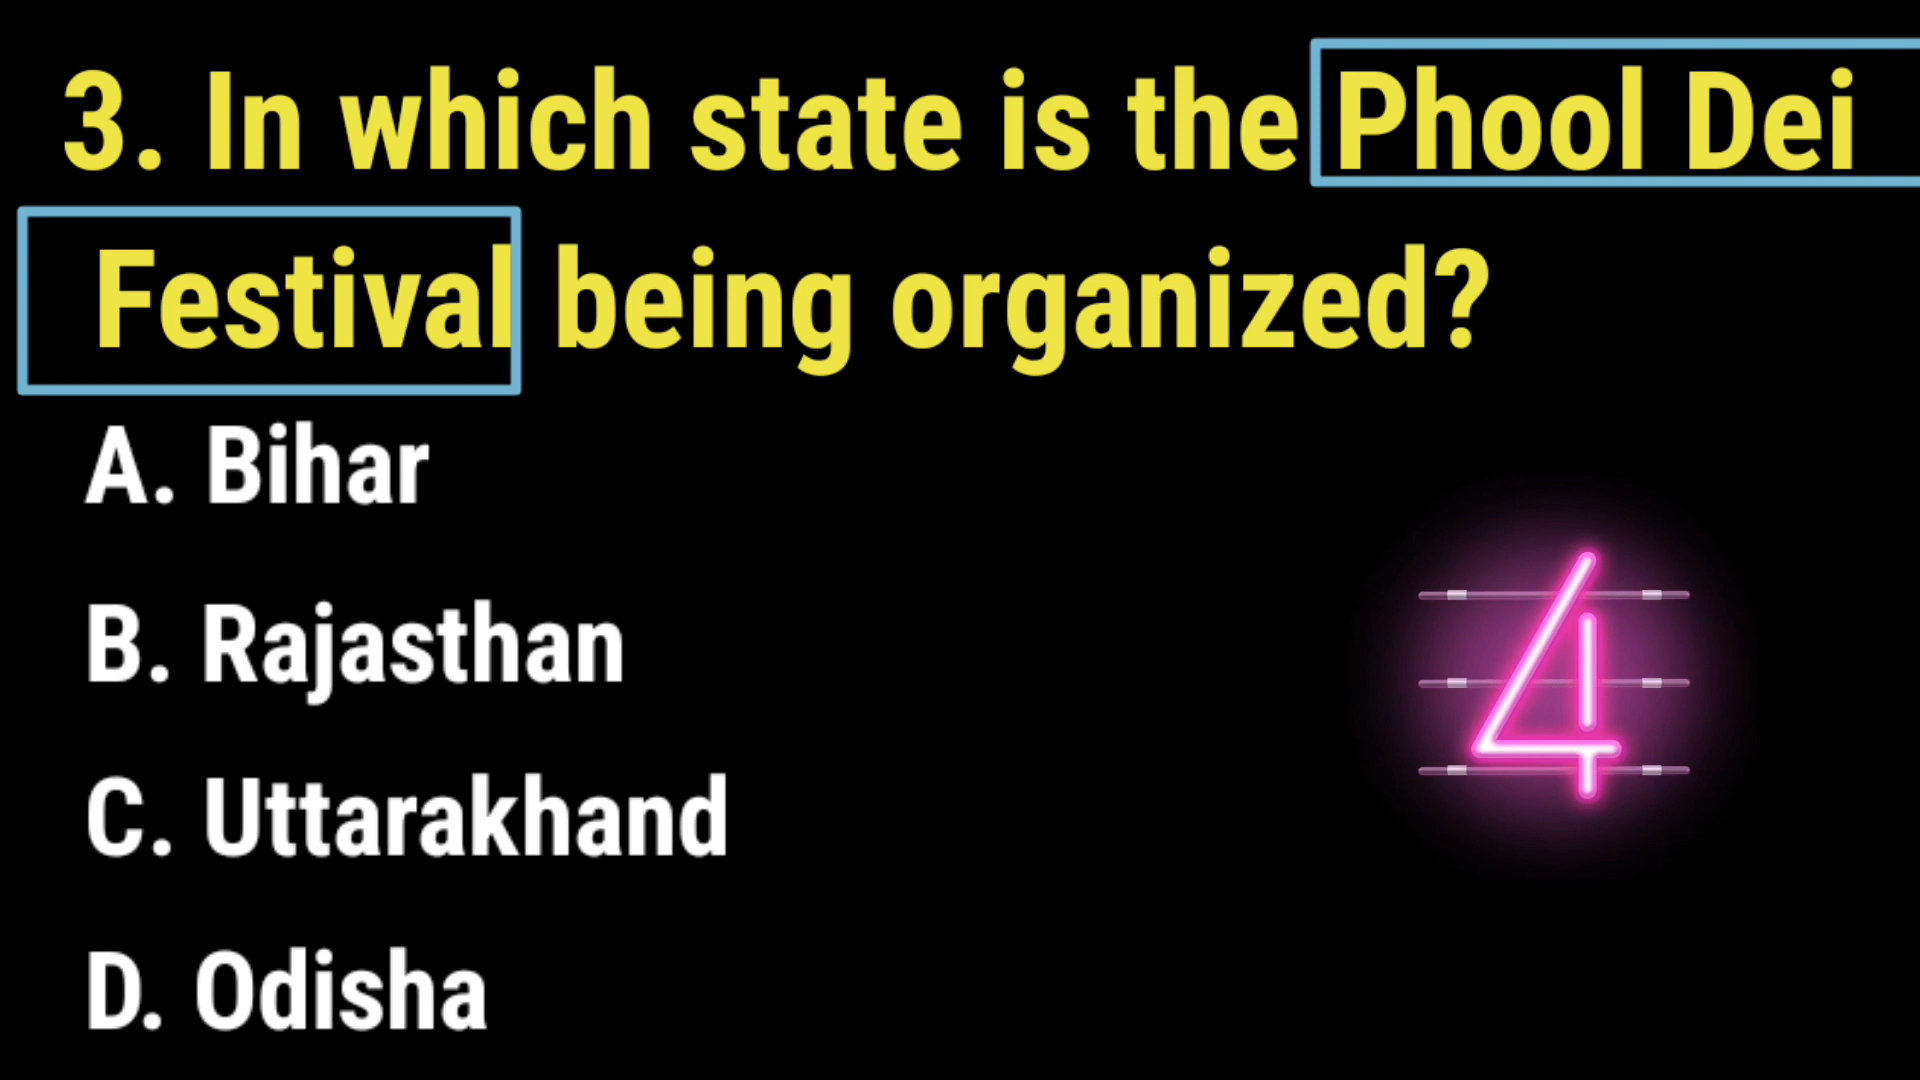 3. In which state is the Phool Dei
Festival being organized?
A. Bihar
B. Rajasthan
4
C. Uttarakhand
D. Odisha